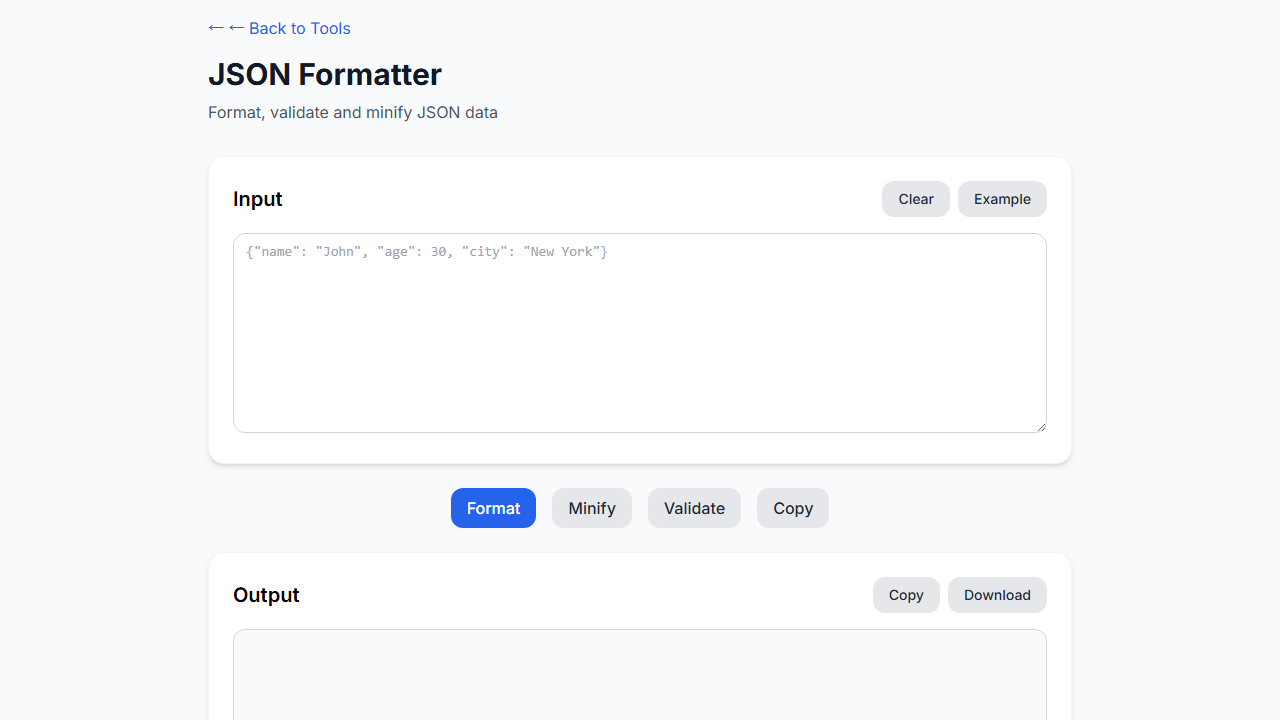 ← ← Back to Tools
JSON Formatter
Format, validate and minify JSON data
Input
Clear
Example
{"name": "John", "age": 30, "city": "New York"}
Format
Minify
Validate
Copy
Output
Copy
Download